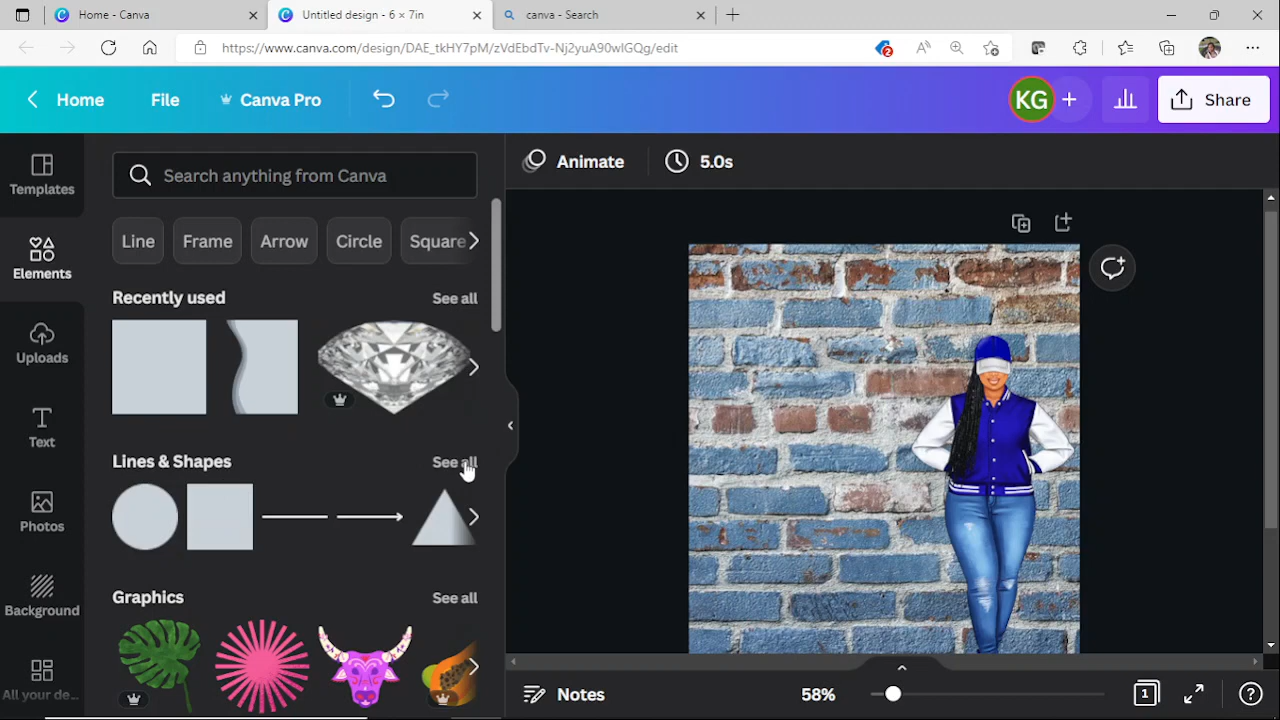 Home - Canva
Untitled design - 6 × 7in
canva - Search
https://www.canva.com/design/DAE_tkHY7pM/zVdEbdTv-Nj2yuA90wIGQg/edit
2
Home
File
Canva Pro
KG
Share
Templates
Elements
Uploads
Text
Photos
Background
All your de...
Search anything from Canva
Line
Frame
Arrow
Circle
Square
Recently used
See all
Lines & Shapes
See all
Graphics
See all
Animate
5.0s
Notes
58%
1